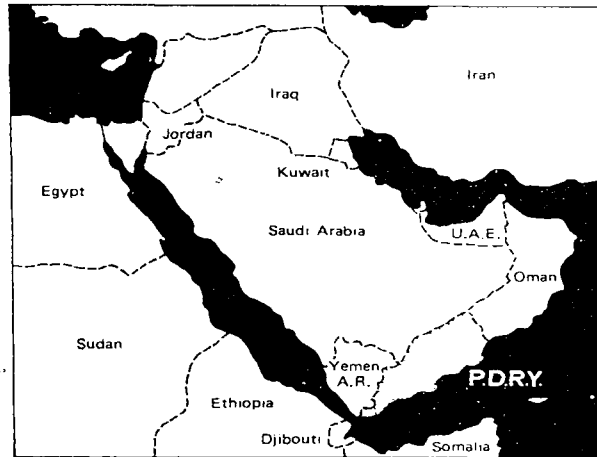 Iran
Iraq
Jordan
Kuwait
Egypt
Saudi Arabia
U.A.E.
Oman
Sudan
Yemen
A.R.
P.D.R.Y.
Ethiopia
Djibouti
Somalia